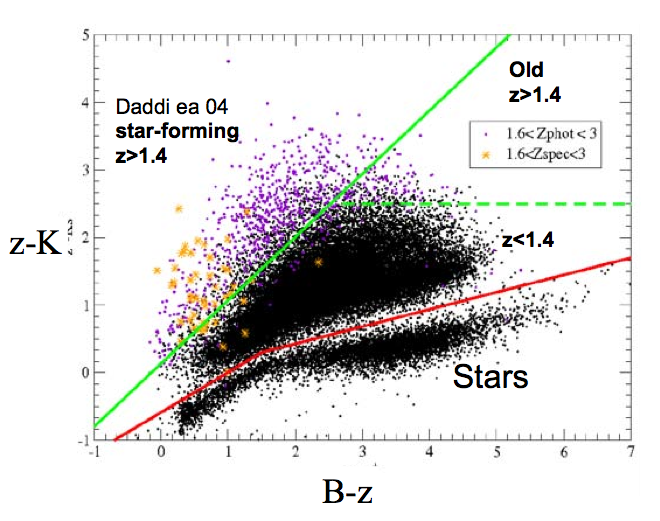 5
4
3
2
1
0
-1
-1
0
1
2
3
4
5
6
7
Daddi ea 04
star-forming
z>1.4
Old
z>1.4
1.6<Zphot < 3
1.6<Zspec<3
z<1.4
Stars
z-K
B-z